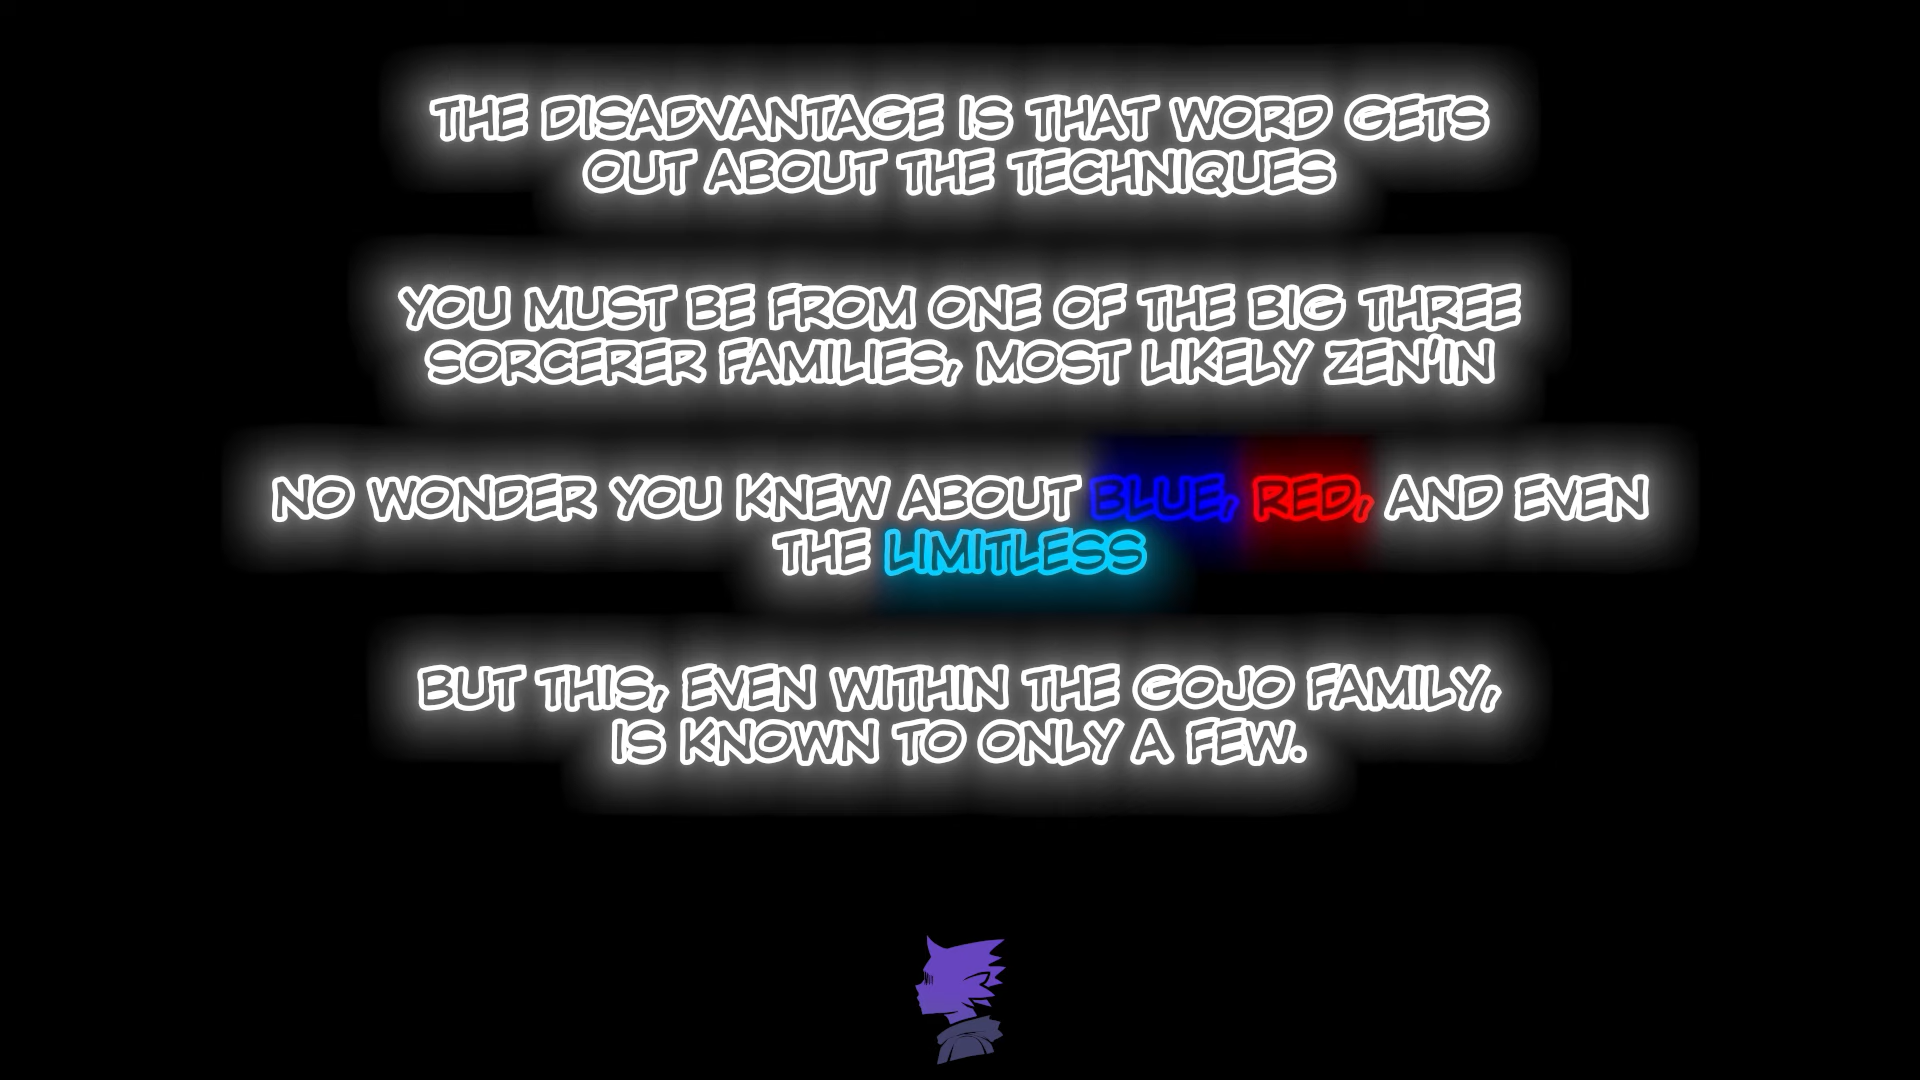 THE DISADVANTAGE IS THAT WORD GETS
OUT ABOUT THE TECHNIQUES
YOU MUST BE FROM ONE OF THE BIG THREE
SORCERER FAMILIES, MOST LIKELY ZEN'IN
NO WONDER YOU KNEW ABOUT BLUE, RED, AND EVEN
THE LIMITLESS
BUT THIS, EVEN WITHIN THE GOJO FAMILY,
IS KNOWN TO ONLY A FEW.